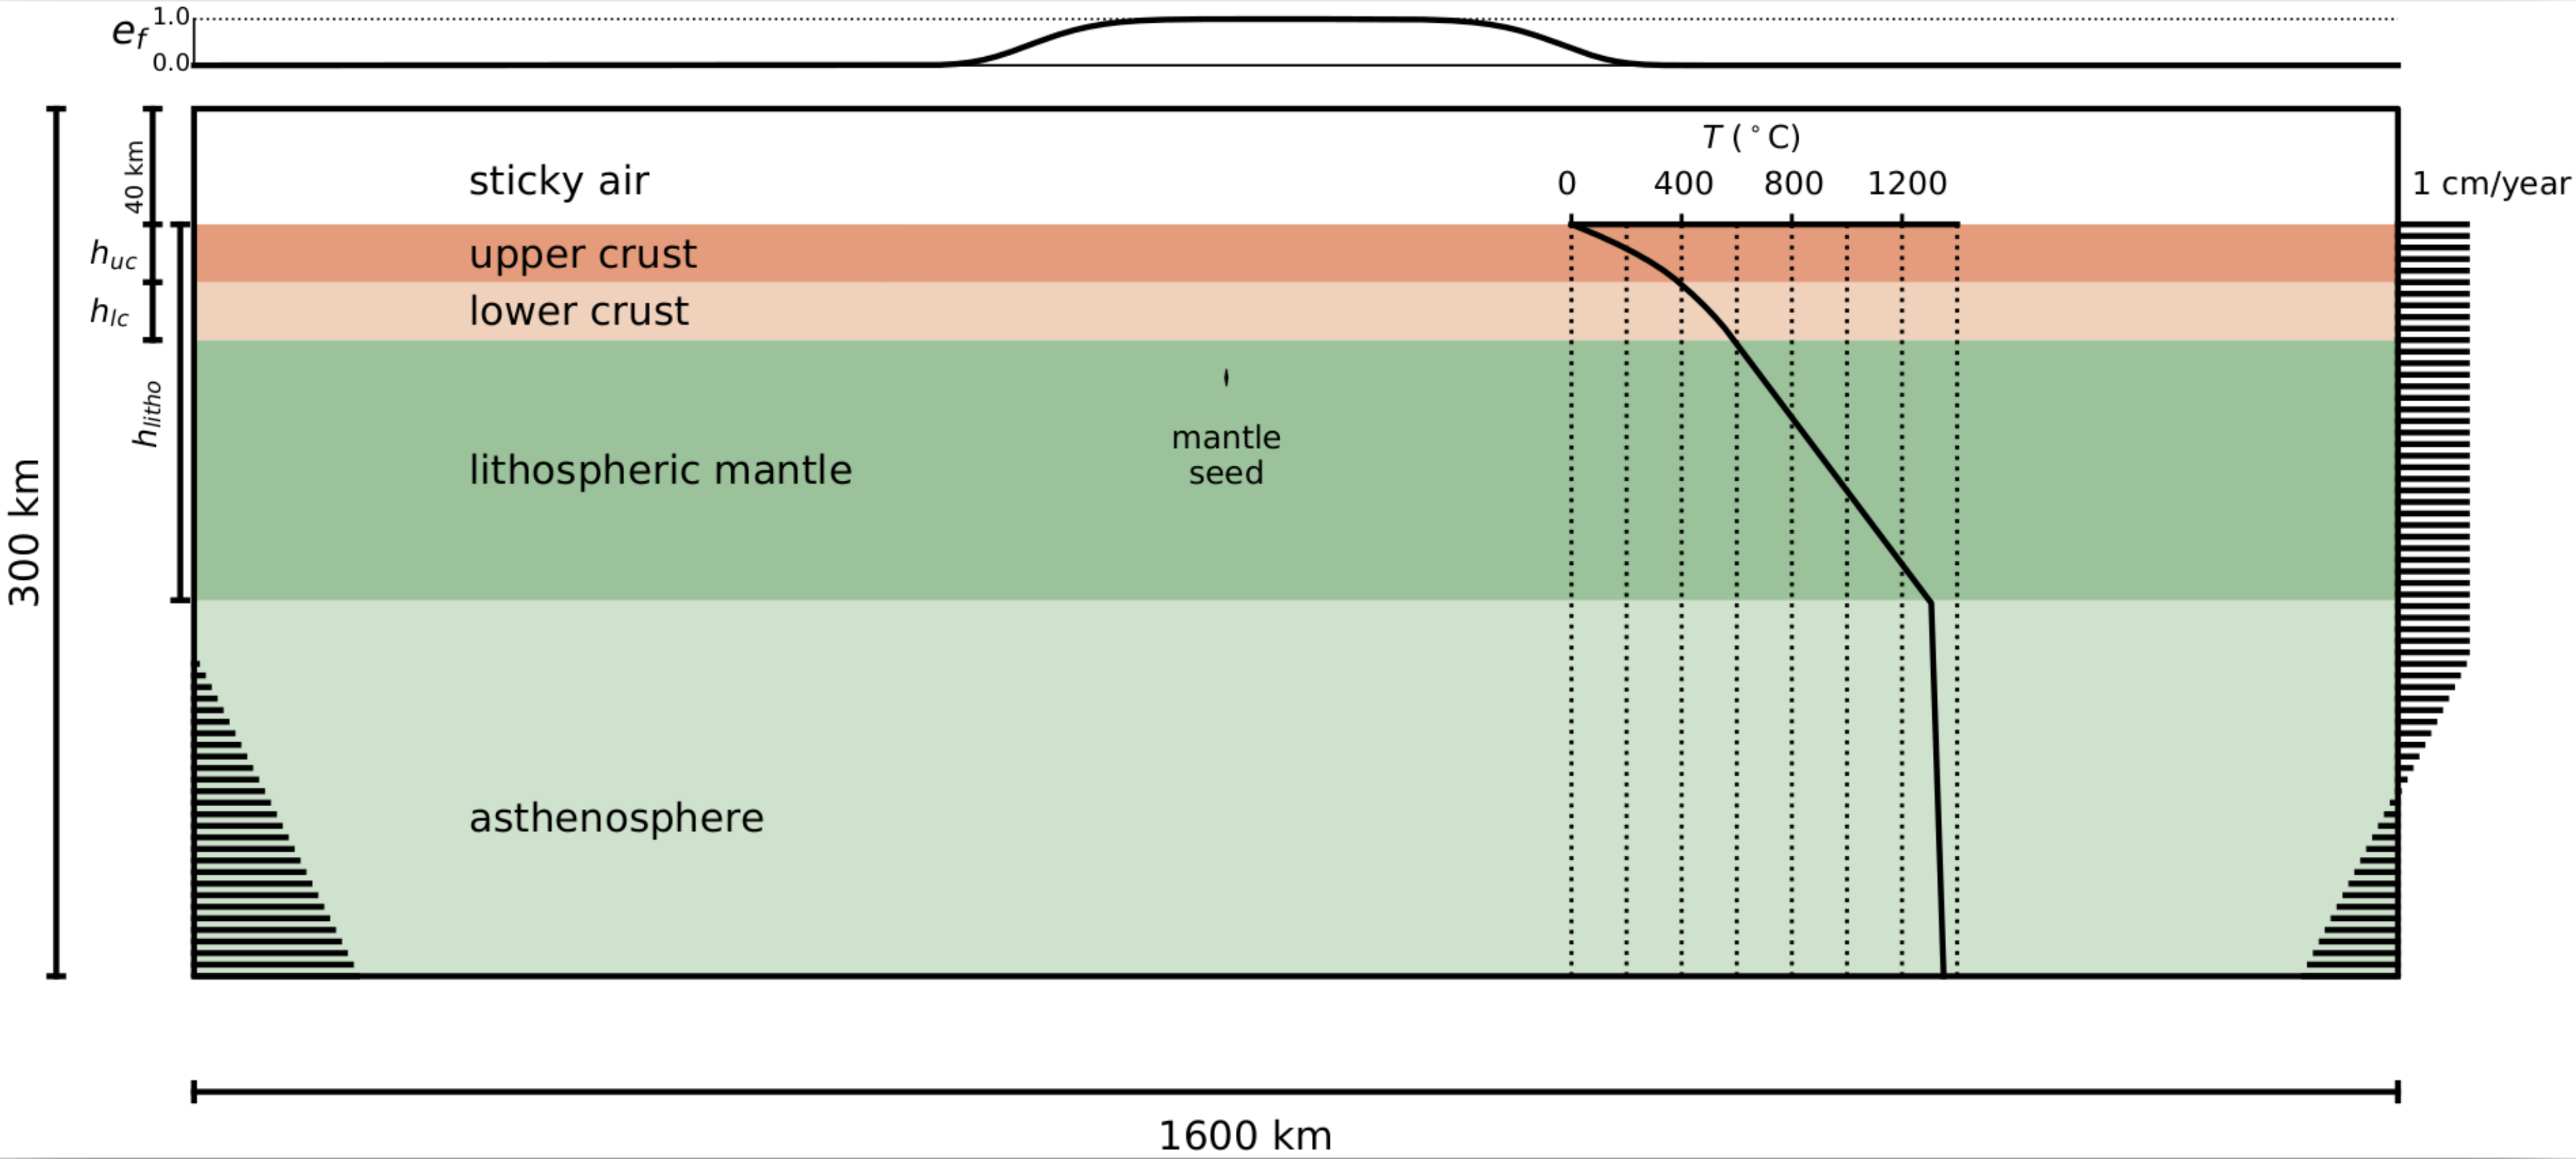 1.0
e_f
0.0
T (°C)
40 km
sticky air
0 400 800 1200
1 cm/year
h_uc
upper crust
h_lc
lower crust
h_litho
mantle
seed
lithospheric mantle
300 km
asthenosphere
1600 km